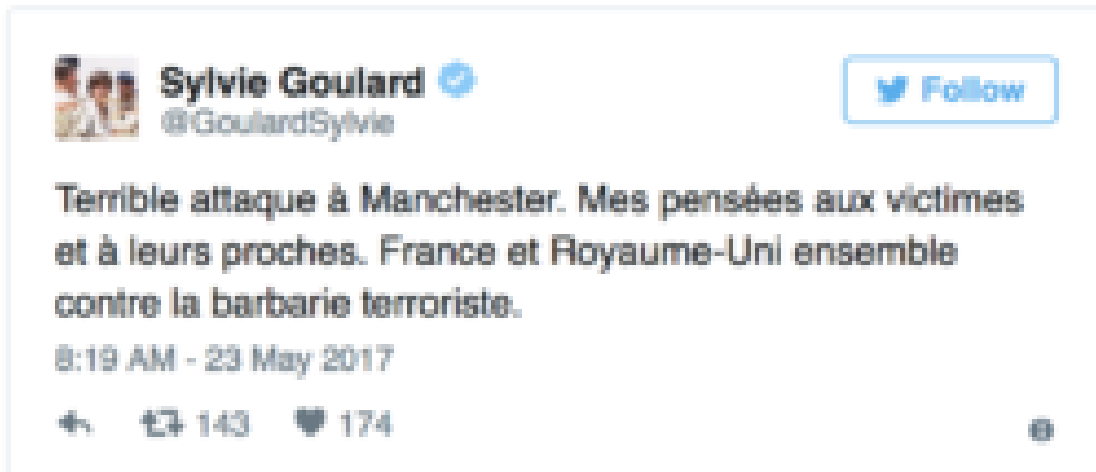 Sylvie Goulard
@GoulardSylvie
Follow
Terrible attaque à Manchester. Mes pensées aux victimes
et à leurs proches. France et Royaume-Uni ensemble
contre la barbarie terroriste.
8:19 AM - 23 May 2017
143 174